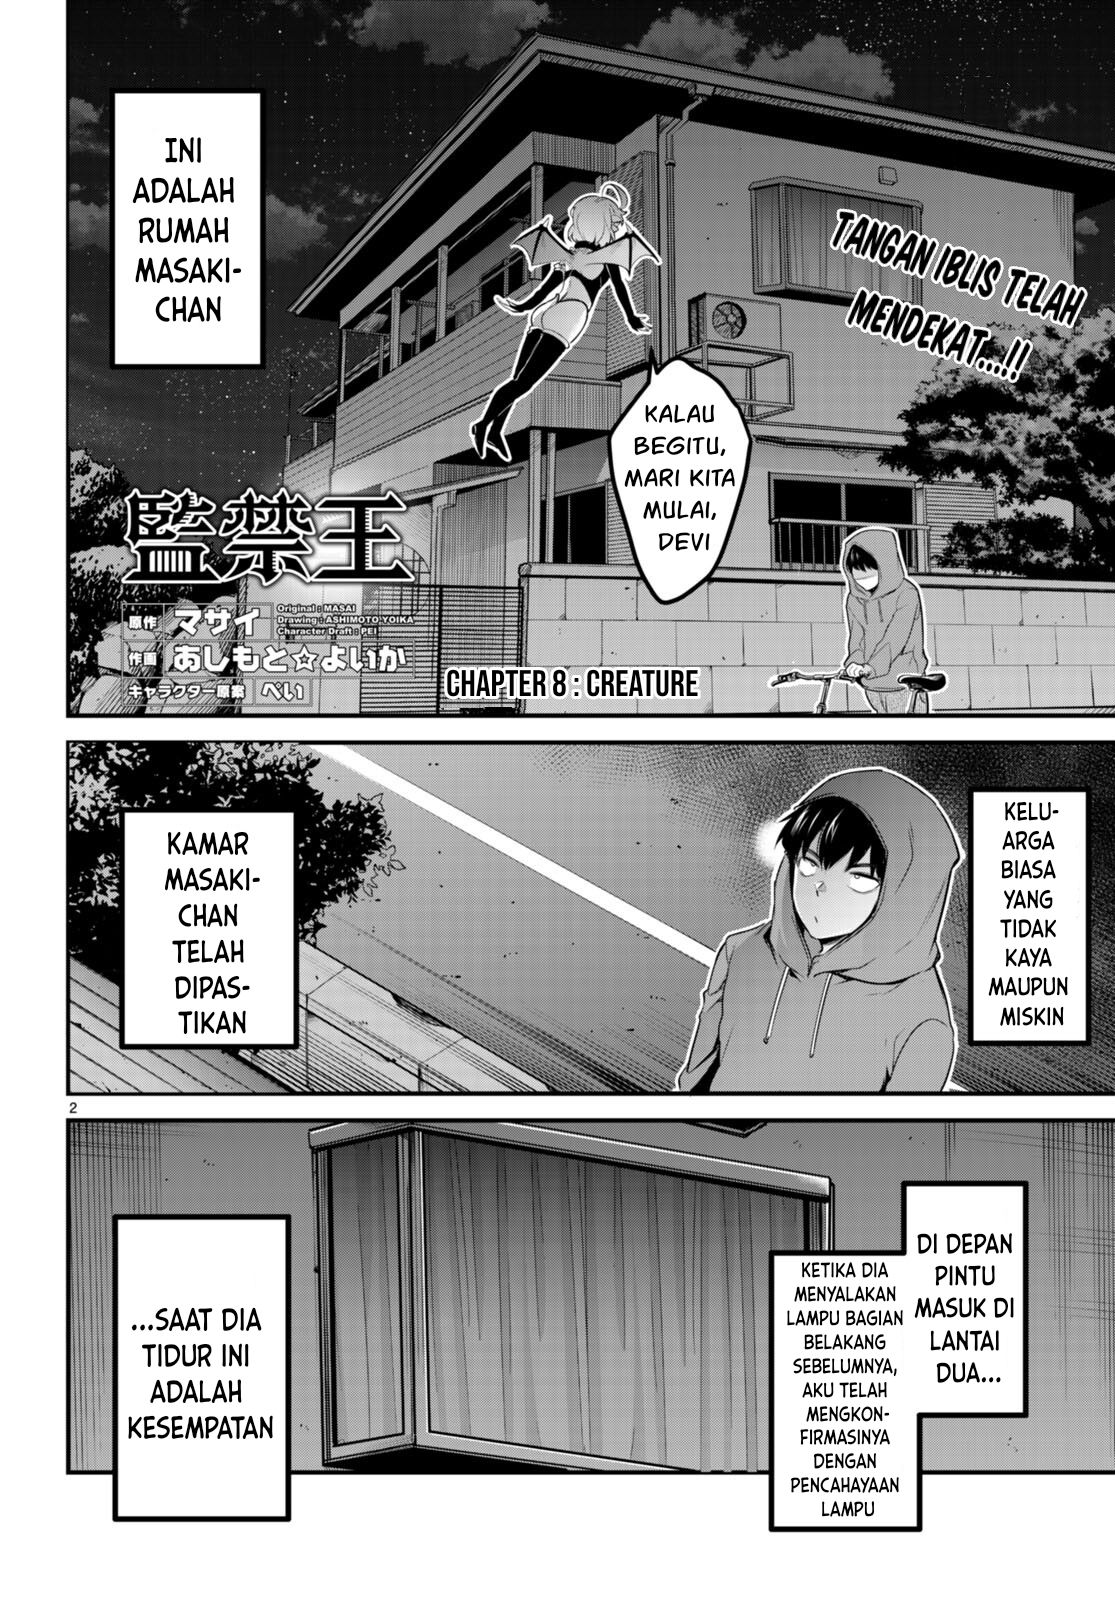 INI
ADALAH
RUMAH
MASAKI-
CHAN
TANGAN IBLIS TELAH
MENDEKAT...!!
KALAU
BEGITU,
MARI KITA
MULAI,
DEVI
監禁王
原作 マサイ
Original : MASAI
Drawing : ASHIMOTO YOIKA
Character Draft : PEI
作画 あしもと☆よいか
キャラクター原案 ぺい
CHAPTER 8 : CREATURE
KELU-
ARGA
BIASA
YANG
TIDAK
KAYA
MAUPUN
MISKIN
KAMAR
MASAKI-
CHAN
TELAH
DIPAS-
TIKAN
2
DI DEPAN
PINTU
MASUK DI
LANTAI
DUA...
KETIKA DIA
MENYALAKAN
LAMPU BAGIAN
BELAKANG
SEBELUMNYA,
AKU TELAH
MENGKON-
FIRMASINYA
DENGAN
PENCAHAYAAN
LAMPU
...SAAT DIA
TIDUR INI
ADALAH
KESEMPATAN